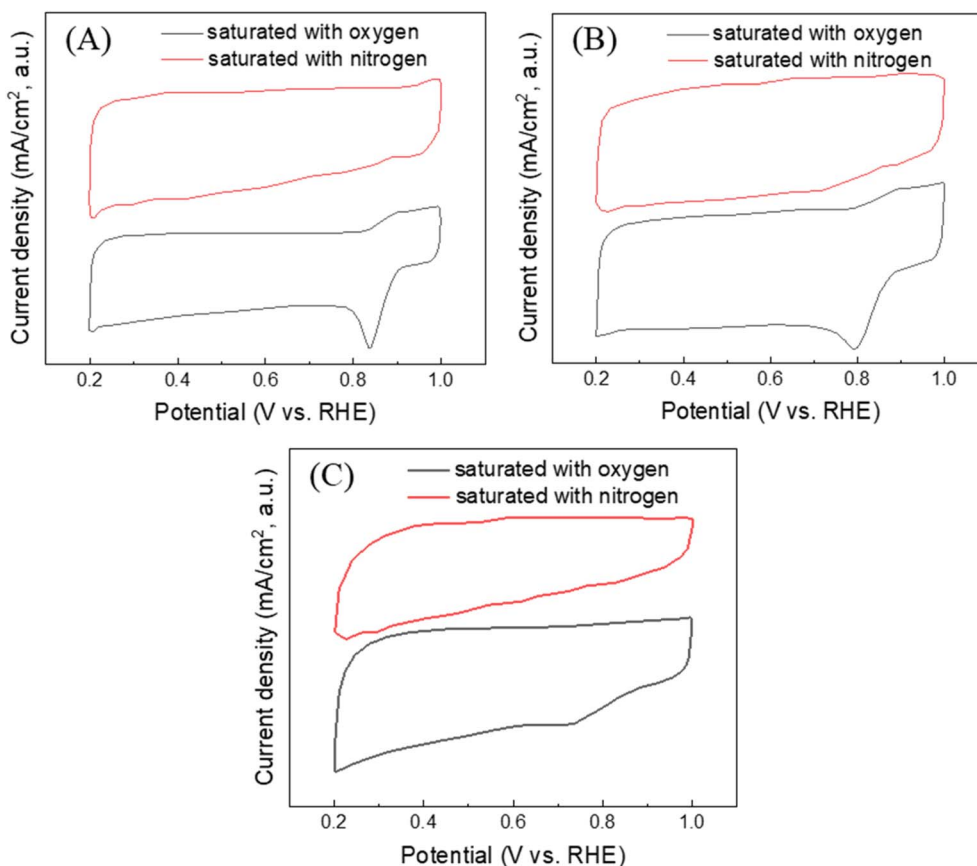 (A)
saturated with oxygen
saturated with nitrogen
Current density (mA/cm², a.u.)
0.2 0.4 0.6 0.8 1.0
Potential (V vs. RHE)
(B)
saturated with oxygen
saturated with nitrogen
Current density (mA/cm², a.u.)
0.2 0.4 0.6 0.8 1.0
Potential (V vs. RHE)
(C)
saturated with oxygen
saturated with nitrogen
Current density (mA/cm², a.u.)
0.2 0.4 0.6 0.8 1.0
Potential (V vs. RHE)